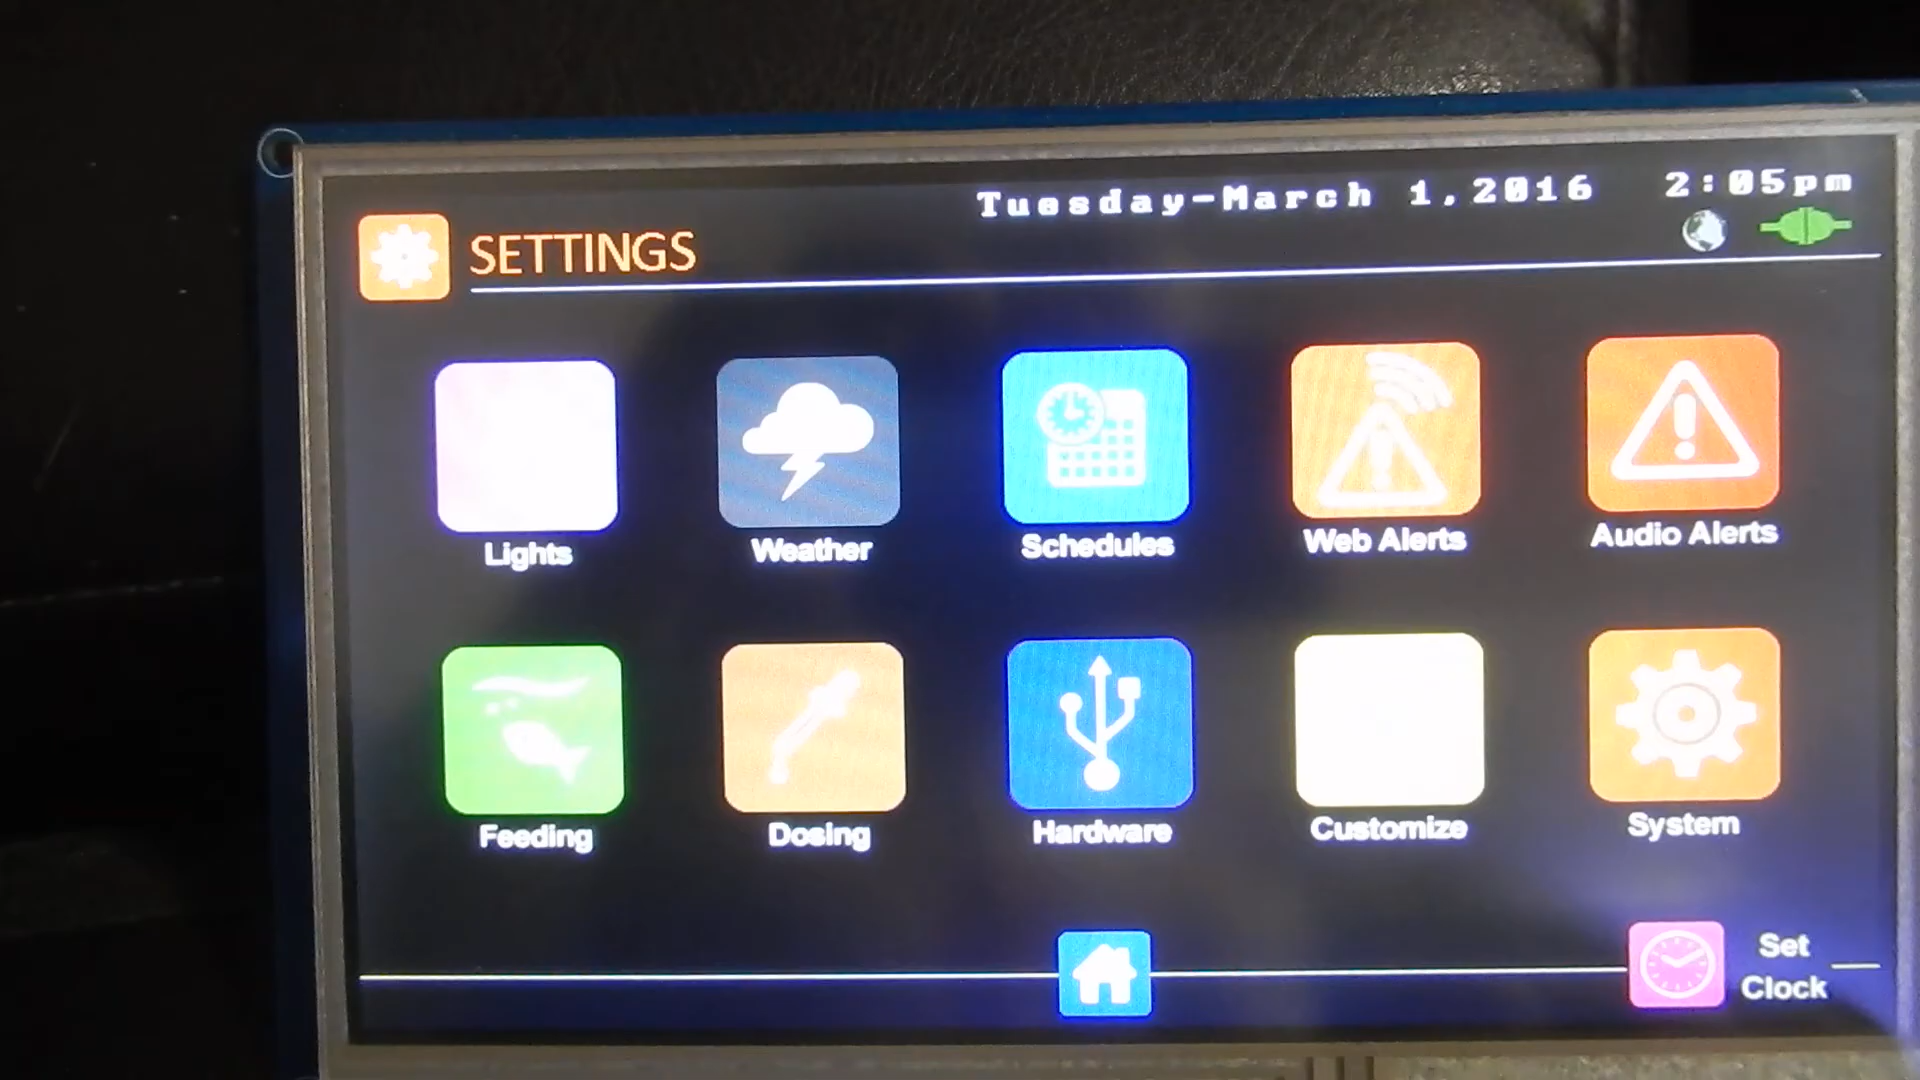 Tuesday-March 1,2016 2:05pm
SETTINGS
Lights Weather Schedules Web Alerts Audio Alerts
Feeding Dosing Hardware Customize System
Set
Clock